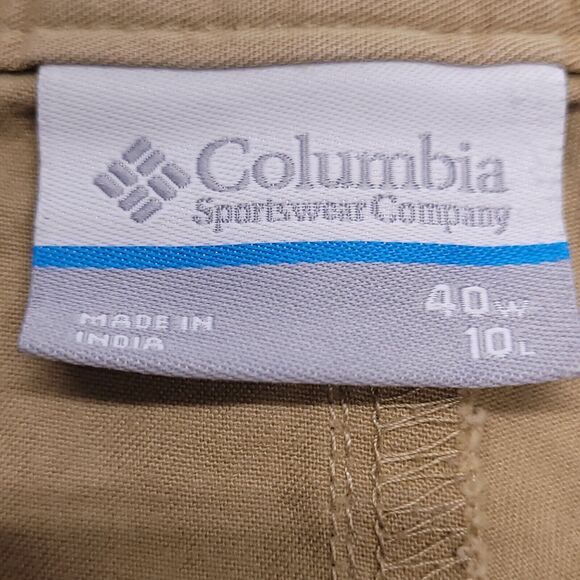 Columbia
Sportswear Company
40W
10L
MADE IN
INDIA